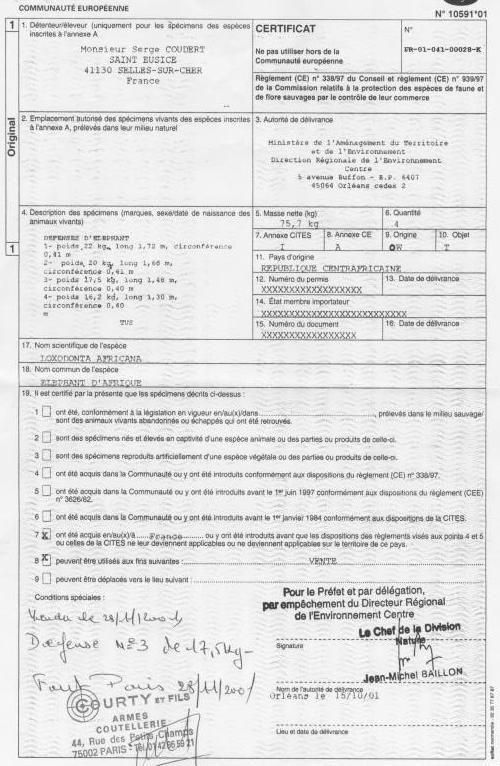 COMMUNAUTÉ EUROPÉENNE
N° 10591*01
1
Original
1
1. Détenteur/éleveur (uniquement pour les spécimens des espèces
inscrites à l'annexe A
Monsieur Serge COUDERT
SAINT EUSICE
41130 SELLES-SUR-CHER
France
CERTIFICAT
Ne pas utiliser hors de la
Communauté européenne
N°
FR-01-041-00028-K
Règlement (CE) n° 338/97 du Conseil et règlement (CE) n° 939/97
de la Commission relatifs à la protection des espèces de faune et
de flore sauvages par le contrôle de leur commerce
2. Emplacement autorisé des spécimens vivants des espèces inscrites
à l'annexe A, prélevés dans leur milieu naturel
3. Autorité de délivrance
Ministère de l'Aménagement du Territoire
et de l'Environnement
Direction Régionale de l'Environnement
Centre
5 avenue Buffon - B.P. 6407
45064 Orléans cedex 2
4. Description des spécimens (marques, sexe/date de naissance des
animaux vivants)
DEFENSES D'ELEPHANT
1- poids 22 kg, long 1,72 m, circonférence
0,41 m
2- poids 20 kg, long 1,66 m,
circonférence 0,41 m
3- poids 17,5 kg, long 1,48 m,
circonférence 0,40 m
4- poids 16,2 kg, long 1,30 m,
circonférence 0,40
m
TUS
5. Masse nette (kg)
75,7 kg
6. Quantité
4
7. Annexe CITES
I
8. Annexe CE
A
9. Origine
OW
10. Objet
T
11. Pays d'origine
REPUBLIQUE CENTRAFRICAINE
12. Numéro du permis
XXXXXXXXXXXXXXXXXX
13. Date de délivrance
14. État membre importateur
XXXXXXXXXXXXXXXXXXXXXXXXXX
15. Numéro du document
XXXXXXXXXXXXXXXXX
16. Date de délivrance
17. Nom scientifique de l'espèce
LOXODONTA AFRICANA
18. Nom commun de l'espèce
ELEPHANT D'AFRIQUE
19. Il est certifié par la présente que les spécimens décrits ci-dessus :
1 ont été, conformément à la législation en vigueur en/au(x)/dans ............, prélevés dans le milieu sauvage/
sont des animaux vivants abandonnés ou échappés qui ont été retrouvés.
2 sont des spécimens nés et élevés en captivité d'une espèce animale ou des parties ou produits de celle-ci.
3 sont des spécimens reproduits artificiellement d'une espèce végétale ou des parties ou produits de celle-ci.
4 ont été acquis dans la Communauté ou y ont été introduits conformément aux dispositions du règlement (CE) n° 338/97.
5 ont été acquis dans la Communauté ou y ont été introduits avant le 1er juin 1997 conformément aux dispositions du règlement (CEE)
n° 3626/82.
6 ont été acquis dans la Communauté ou y ont été introduits avant le 1er janvier 1984 conformément aux dispositions de la CITES.
7 X ont été acquis en/au(x)/à ......France...... ou y ont été introduits avant que les dispositions des règlements visés aux points 4 et 5
ou celles de la CITES ne leur deviennent applicables ou ne deviennent applicables sur le territoire de ce pays.
8 X peuvent être utilisés aux fins suivantes : VENTE
9 peuvent être déplacés vers le lieu suivant :
Conditions spéciales :
28/11/2001
Défense N°3 de 17,5kg
Paris 28/11/2001
COURTY ET FILS
ARMES
COUTELLERIE
44, Rue des Petits Champs
75002 PARIS - Tél. 01 42 96 59 21
Pour le Préfet et par délégation,
par empêchement du Directeur Régional
de l'Environnement Centre
Le Chef de la Division
Nature
Signature
Jean-Michel BAILLON
Nom de l'autorité de délivrance
Orléans le 15/10/01
Lieu et date de délivrance